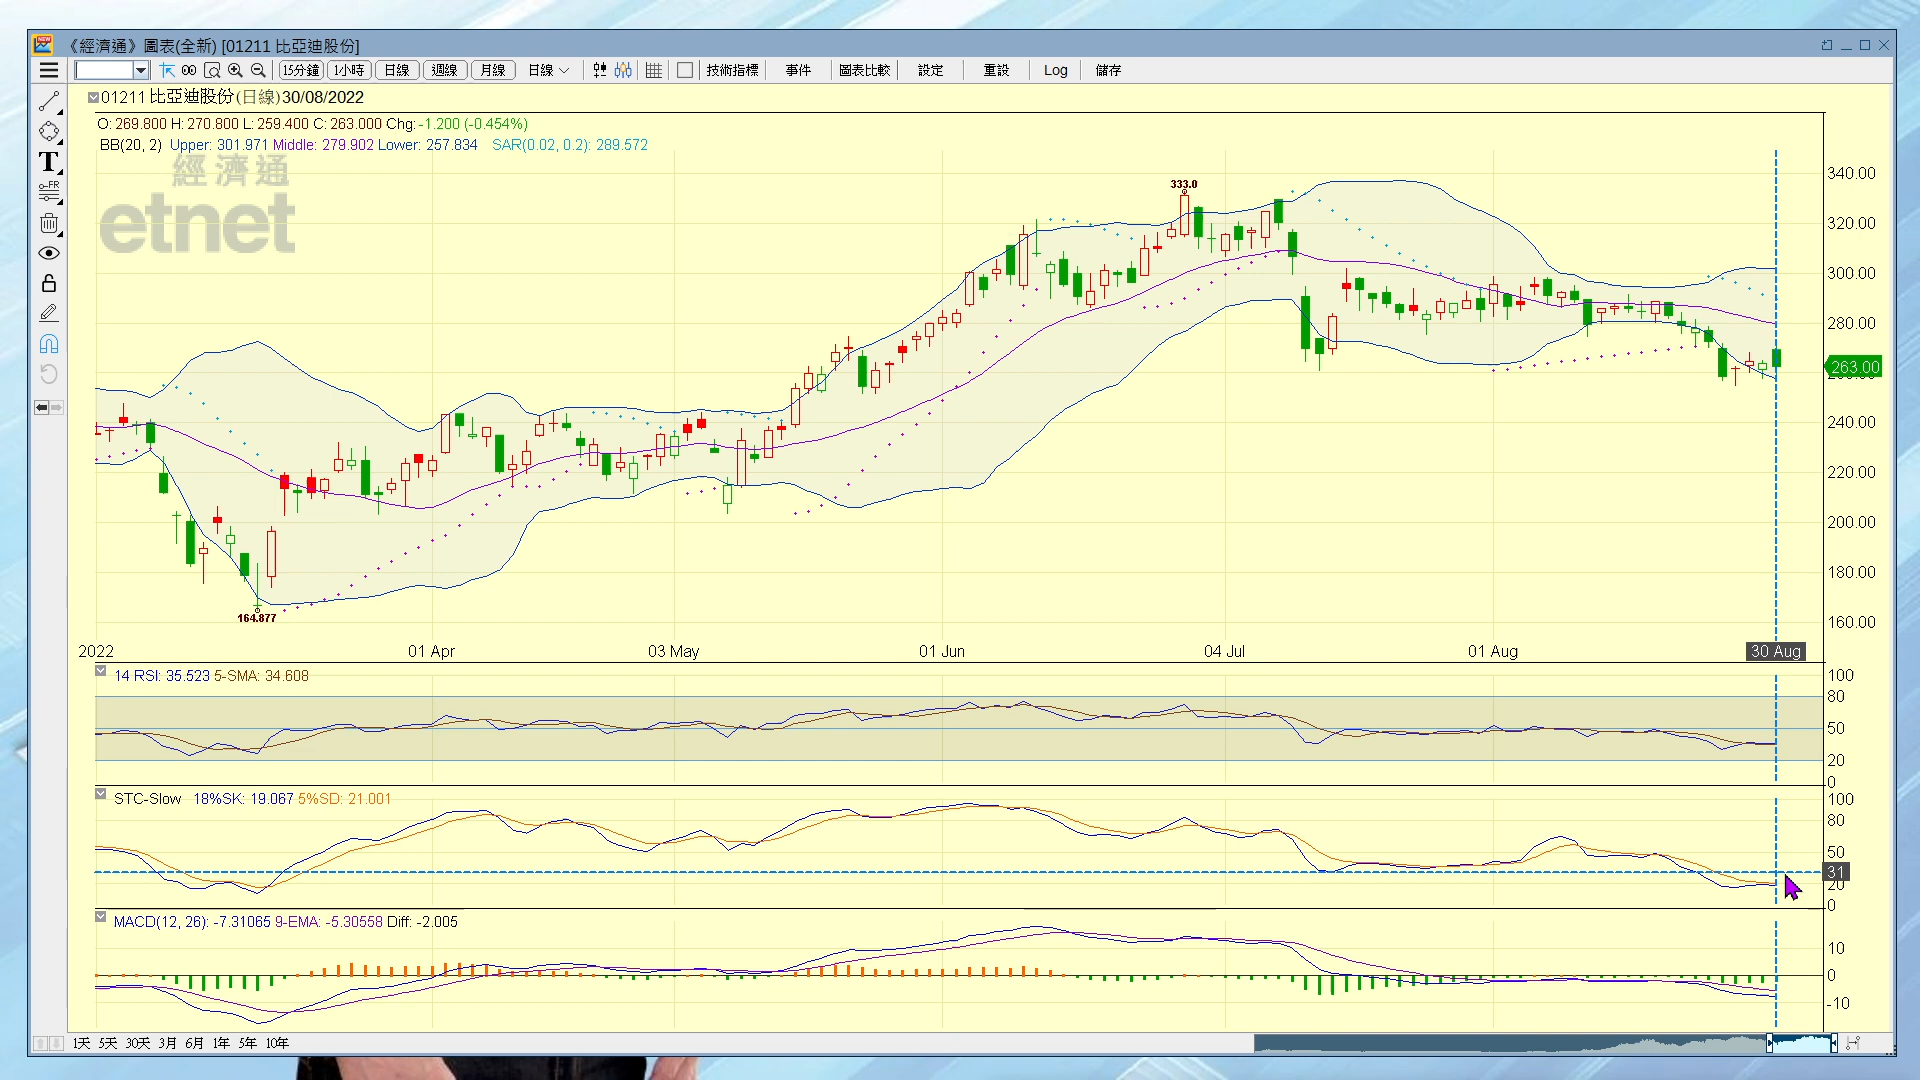 《經濟通》圖表(全新) [01211 比亞迪股份]
15分鐘 1小時 日線 週線 月線 日線 技術指標 事件 圖表比較 設定 重設 Log 儲存
01211 比亞迪股份(日線)30/08/2022
O: 269.800 H: 270.800 L: 259.400 C: 263.000 Chg:-1.200 (-0.454%)
BB(20, 2) Upper: 301.971 Middle: 279.902 Lower: 257.834 SAR(0.02, 0.2): 289.572
經濟通
etnet
T
FR
333.0
164.877
340.00
320.00
300.00
280.00
263.00
240.00
220.00
200.00
180.00
160.00
2022 01 Apr 03 May 01 Jun 04 Jul 01 Aug 30 Aug
14 RSI: 35.523 5-SMA: 34.608
100
80
50
20
0
STC-Slow 18%SK: 19.067 5%SD: 21.001
100
80
50
31
20
0
MACD(12, 26): -7.31065 9-EMA: -5.30558 Diff: -2.005
10
0
-10
1天 5天 30天 3月 6月 1年 5年 10年